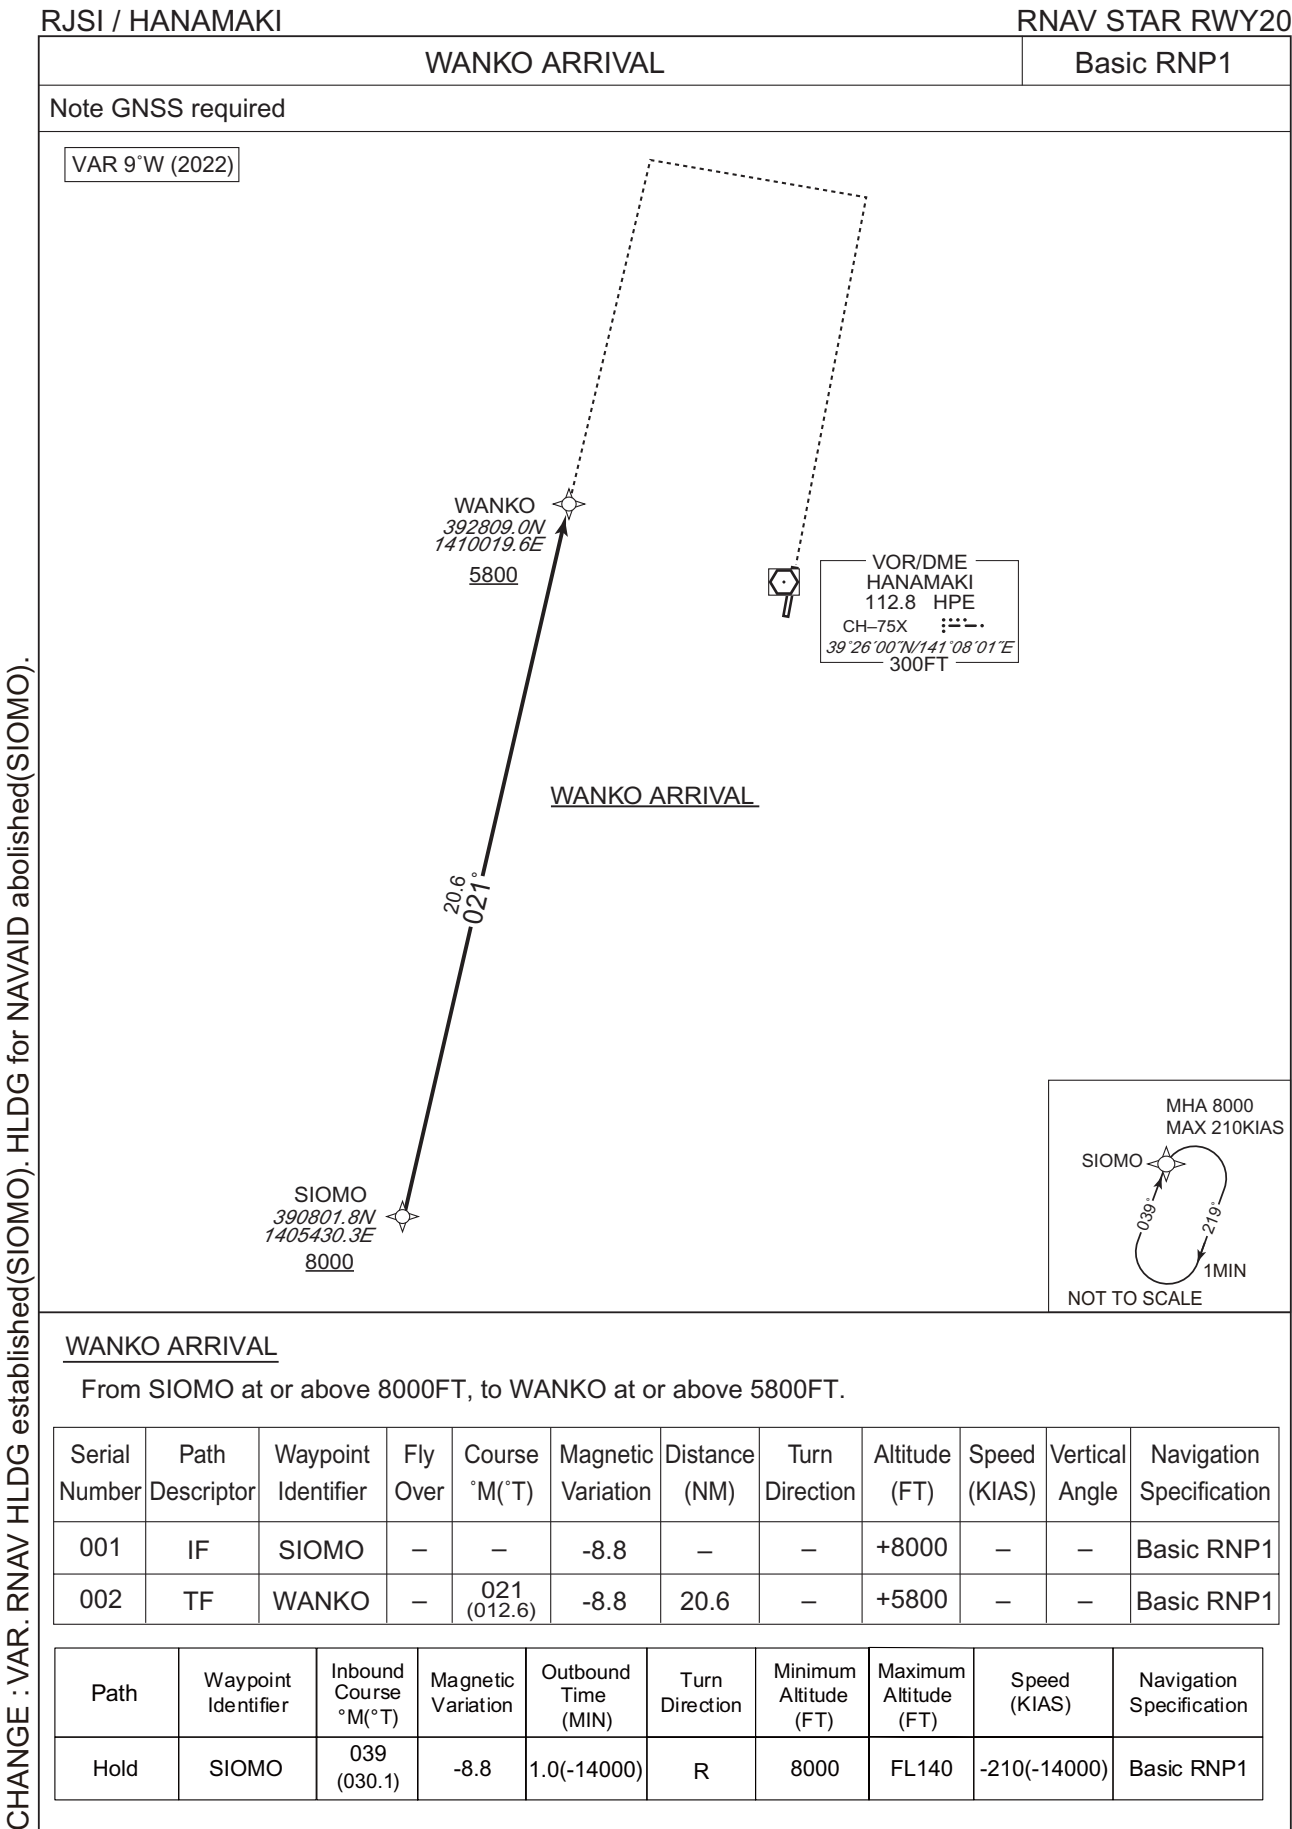 RJSI / HANAMAKI
RNAV STAR RWY20
WANKO ARRIVAL
Basic RNP1
Note GNSS required
VAR 9˚W (2022)
WANKO
392809.0N
1410019.6E
5800
VOR/DME
HANAMAKI
112.8 HPE
CH–75X
39˚26´00˝N/141˚08´01˝E
300FT
WANKO ARRIVAL
20.6
021˚
SIOMO
390801.8N
1405430.3E
8000
MHA 8000
MAX 210KIAS
SIOMO
039˚
219˚
1MIN
NOT TO SCALE
WANKO ARRIVAL
From SIOMO at or above 8000FT, to WANKO at or above 5800FT.
Serial Number Path Descriptor Waypoint Identifier Fly Over Course ˚M(˚T) Magnetic Variation Distance (NM) Turn Direction Altitude (FT) Speed (KIAS) Vertical Angle Navigation Specification
001 IF SIOMO – – -8.8 – – +8000 – – Basic RNP1
002 TF WANKO – 021 (012.6) -8.8 20.6 – +5800 – – Basic RNP1
Path Waypoint Identifier Inbound Course °M(°T) Magnetic Variation Outbound Time (MIN) Turn Direction Minimum Altitude (FT) Maximum Altitude (FT) Speed (KIAS) Navigation Specification
Hold SIOMO 039 (030.1) -8.8 1.0(-14000) R 8000 FL140 -210(-14000) Basic RNP1
CHANGE : VAR. RNAV HLDG established(SIOMO). HLDG for NAVAID abolished(SIOMO).